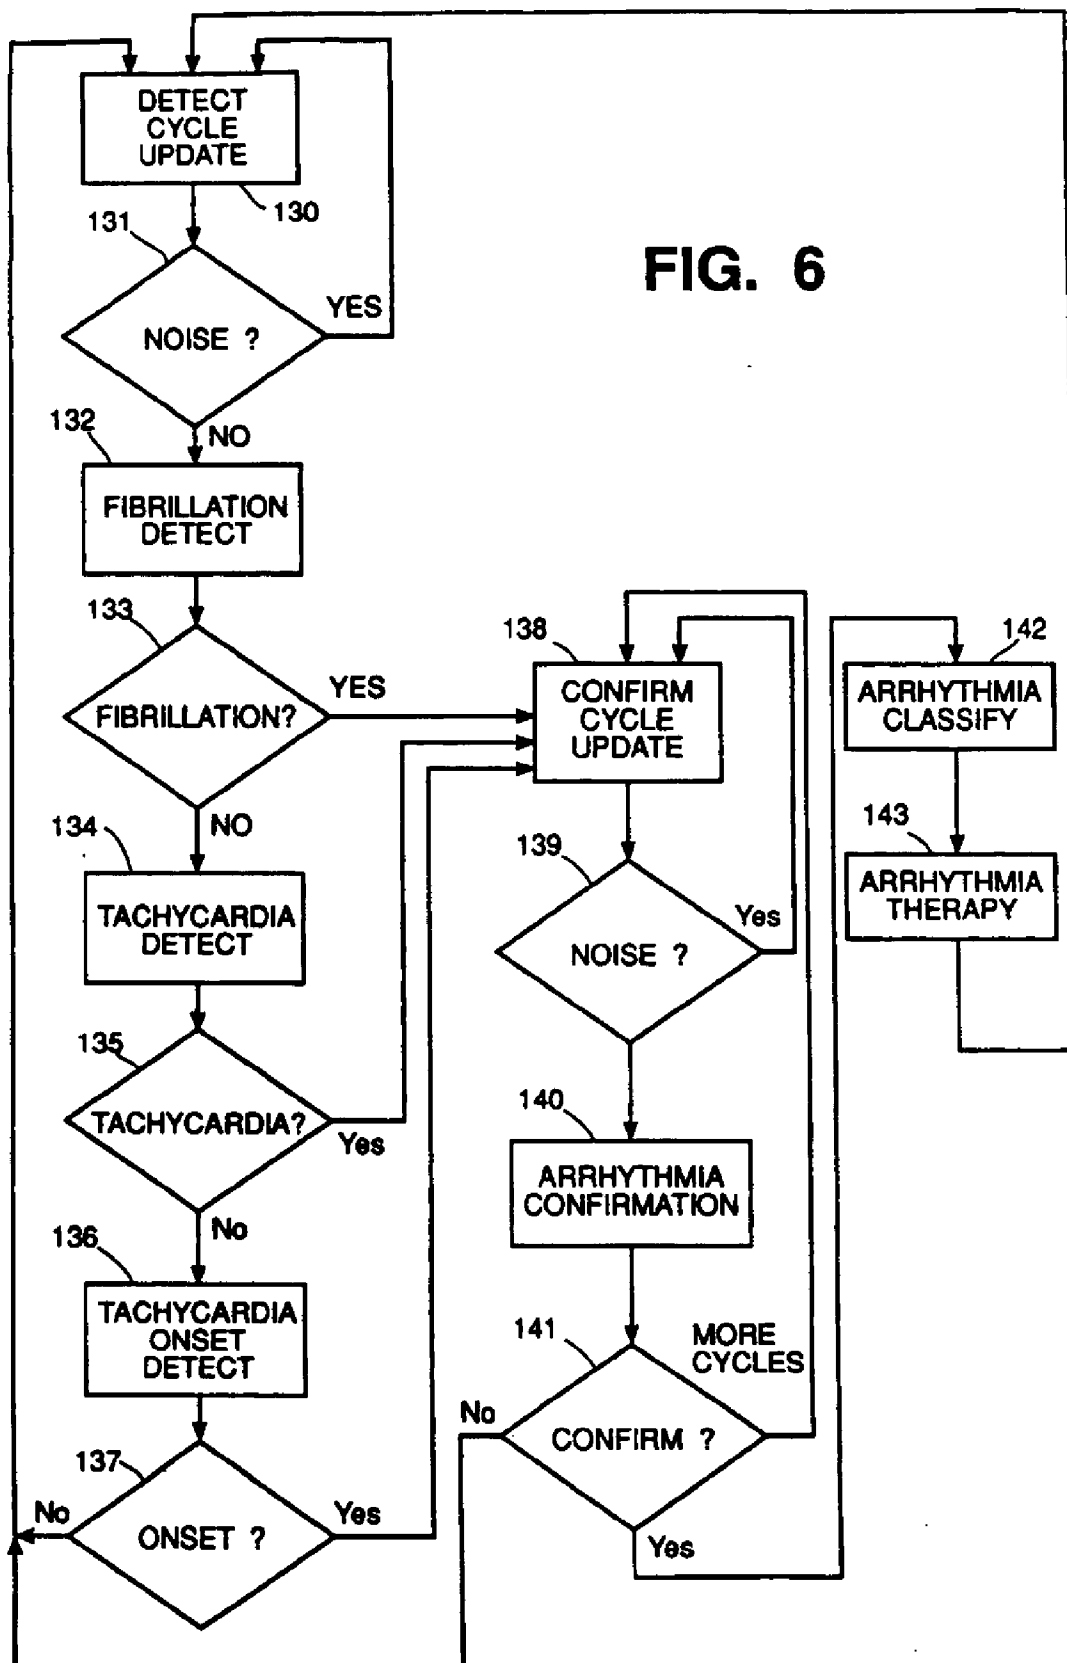 DETECT
CYCLE
UPDATE
130
131
NOISE ?
YES
FIG. 6
NO
132
FIBRILLATION
DETECT
133
FIBRILLATION?
YES
NO
134
TACHYCARDIA
DETECT
135
TACHYCARDIA?
Yes
No
136
TACHYCARDIA
ONSET
DETECT
137
No
ONSET ?
Yes
138
CONFIRM
CYCLE
UPDATE
139
NOISE ?
Yes
140
ARRHYTHMIA
CONFIRMATION
141
MORE
CYCLES
No
CONFIRM ?
Yes
142
ARRHYTHMIA
CLASSIFY
143
ARRHYTHMIA
THERAPY